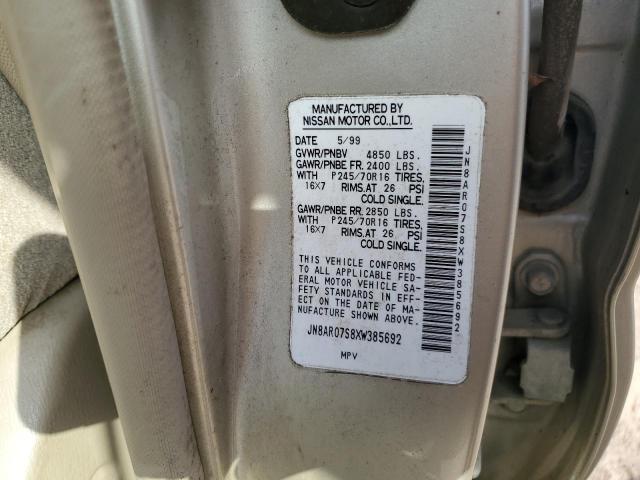 MANUFACTURED BY
NISSAN MOTOR CO.,LTD.
DATE 5/99
GVWR/PNBV 4850 LBS.
GAWR/PNBE FR. 2400 LBS.
WITH P245/70R16 TIRES,
16X7 RIMS,AT 26 PSI
COLD SINGLE.
GAWR/PNBE RR. 2850 LBS.
WITH P245/70R16 TIRES,
16X7 RIMS,AT 26 PSI
COLD SINGLE.
THIS VEHICLE CONFORMS
TO ALL APPLICABLE FED-
ERAL MOTOR VEHICLE SA-
FETY STANDARDS IN EFF-
ECT ON THE DATE OF MA-
NUFACTURE SHOWN ABOVE.
JN8AR07S8XW385692
MPV
JN8AR07S8XW385692